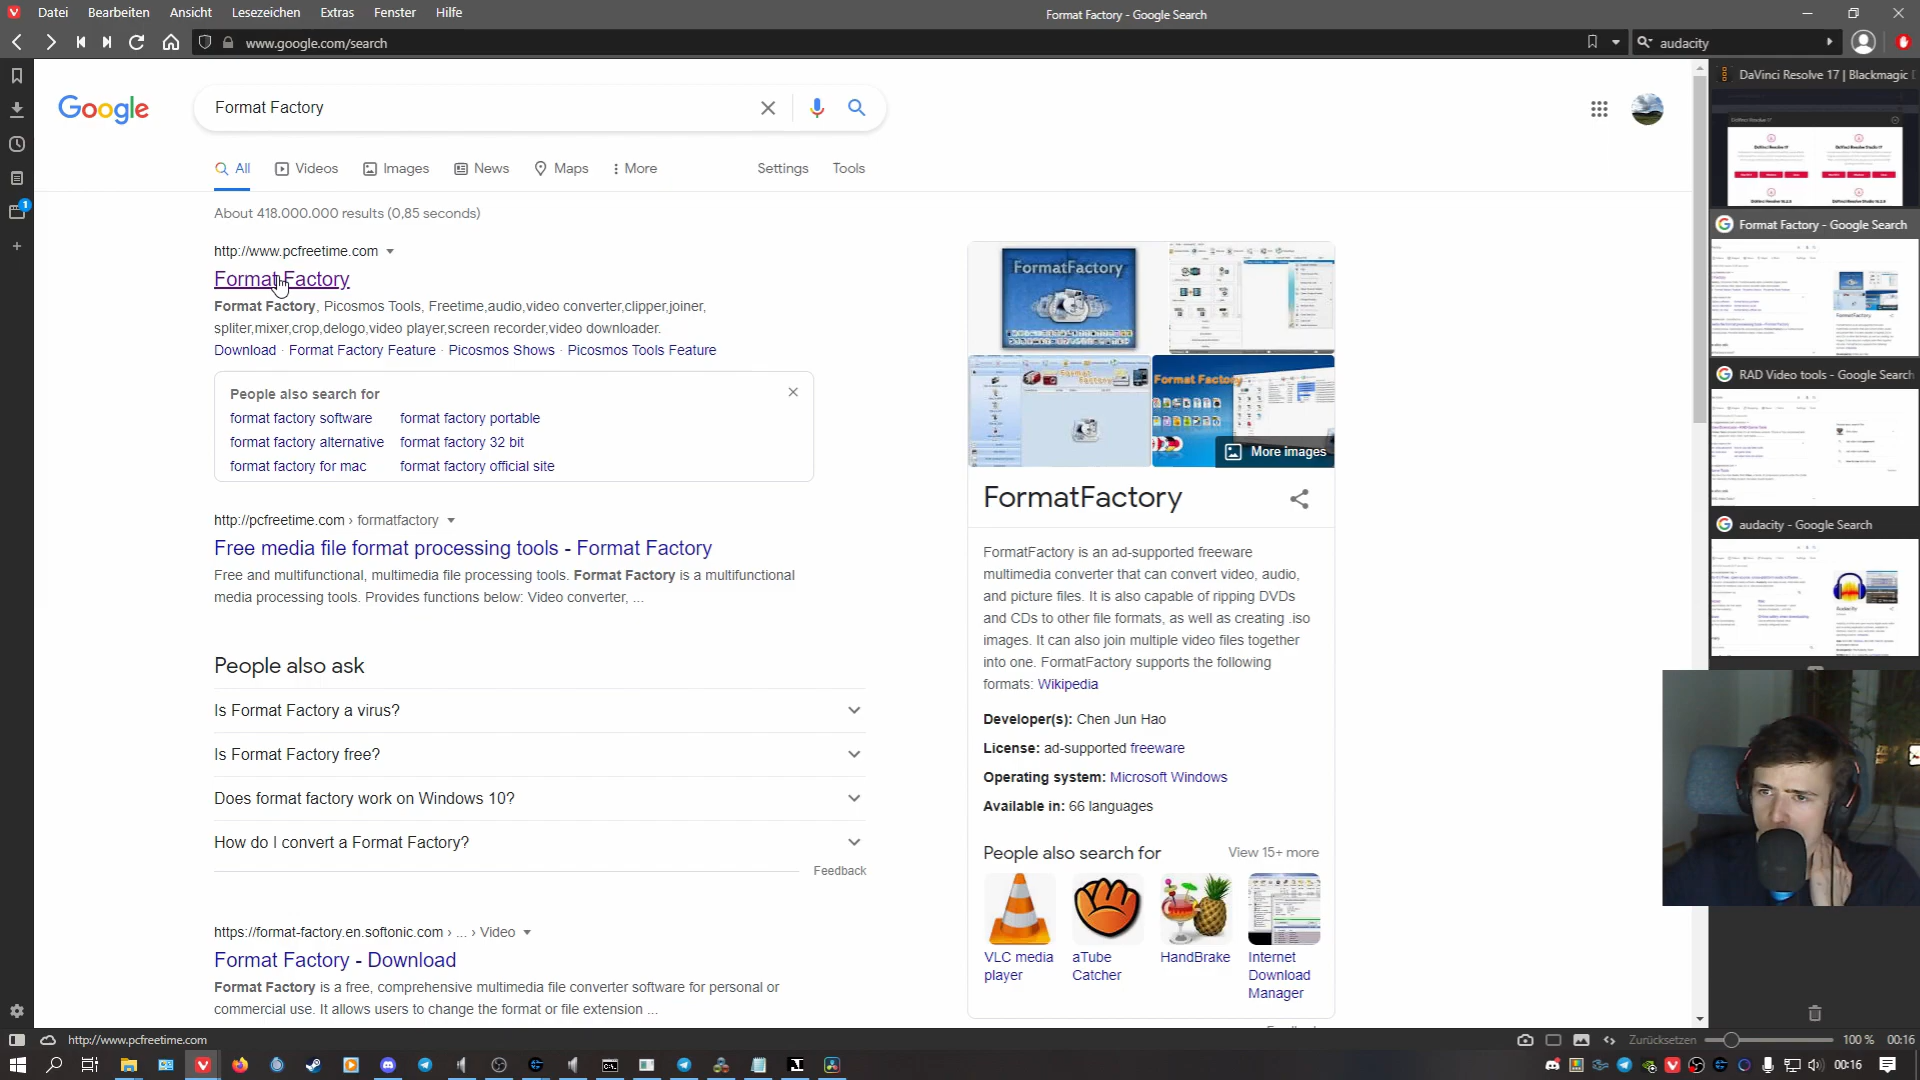 Datei Bearbeiten Ansicht Lesezeichen Extras Fenster Hilfe
Format Factory - Google Search
www.google.com/search
audacity
Google
Format Factory
All Videos Images News Maps More Settings Tools
About 418.000.000 results (0,85 seconds)
http://www.pcfreetime.com
Format Factory
Format Factory, Picosmos Tools, Freetime,audio,video converter,clipper,joiner,
spliter,mixer,crop,delogo,video player,screen recorder,video downloader.
Download · Format Factory Feature · Picosmos Shows · Picosmos Tools Feature
People also search for
format factory software format factory portable
format factory alternative format factory 32 bit
format factory for mac format factory official site
http://pcfreetime.com › formatfactory
Free media file format processing tools - Format Factory
Free and multifunctional, multimedia file processing tools. Format Factory is a multifunctional
media processing tools. Provides functions below: Video converter, ...
People also ask
Is Format Factory a virus?
Is Format Factory free?
Does format factory work on Windows 10?
How do I convert a Format Factory?
Feedback
https://format-factory.en.softonic.com › ... › Video
Format Factory - Download
Format Factory is a free, comprehensive multimedia file converter software for personal or
commercial use. It allows users to change the format or file extension ...
FormatFactory
Format Factory
More images
FormatFactory
FormatFactory is an ad-supported freeware
multimedia converter that can convert video, audio,
and picture files. It is also capable of ripping DVDs
and CDs to other file formats, as well as creating .iso
images. It can also join multiple video files together
into one. FormatFactory supports the following
formats: Wikipedia
Developer(s): Chen Jun Hao
License: ad-supported freeware
Operating system: Microsoft Windows
Available in: 66 languages
People also search for View 15+ more
VLC media
player
aTube
Catcher
HandBrake
Internet
Download
Manager
DaVinci Resolve 17 | Blackmagic
Format Factory - Google Search
RAD Video tools - Google Search
audacity - Google Search
http://www.pcfreetime.com
Zurücksetzen 100 % 00:16
00:16